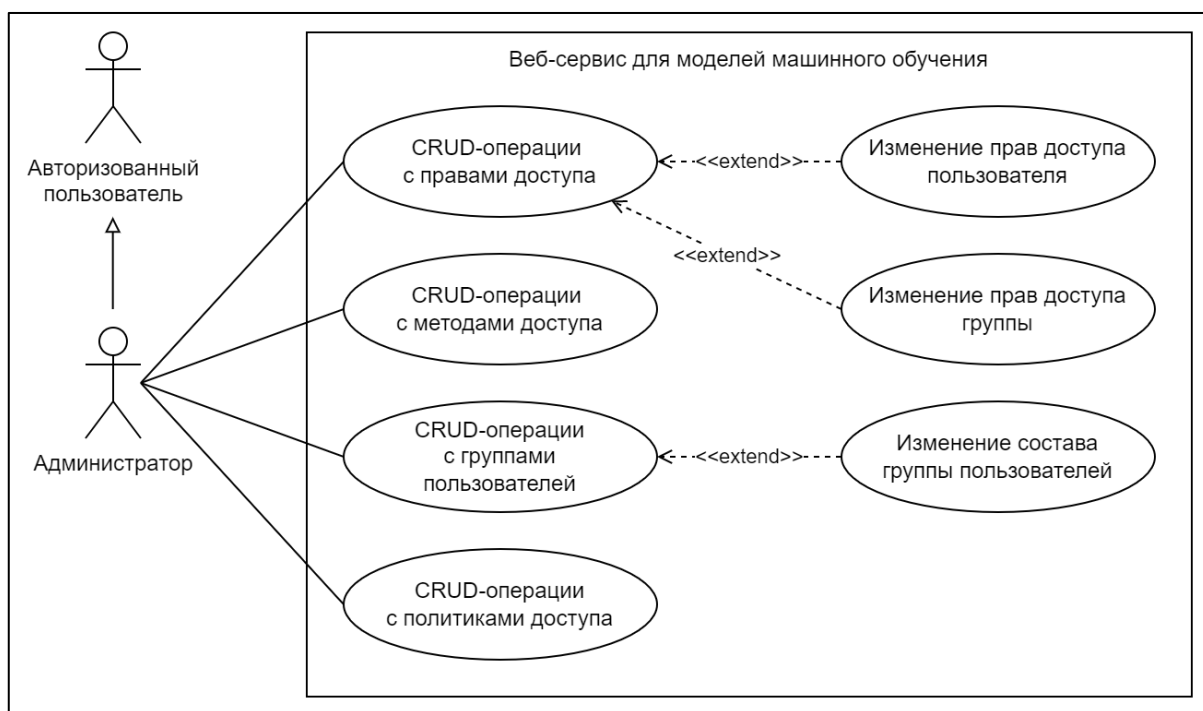 Веб-сервис для моделей машинного обучения
Авторизованный
пользователь
Администратор
CRUD-операции
с правами доступа
<<extend>>
Изменение прав доступа
пользователя
<<extend>>
CRUD-операции
с методами доступа
Изменение прав доступа
группы
CRUD-операции
с группами
пользователей
<<extend>>
Изменение состава
группы пользователей
CRUD-операции
с политиками доступа